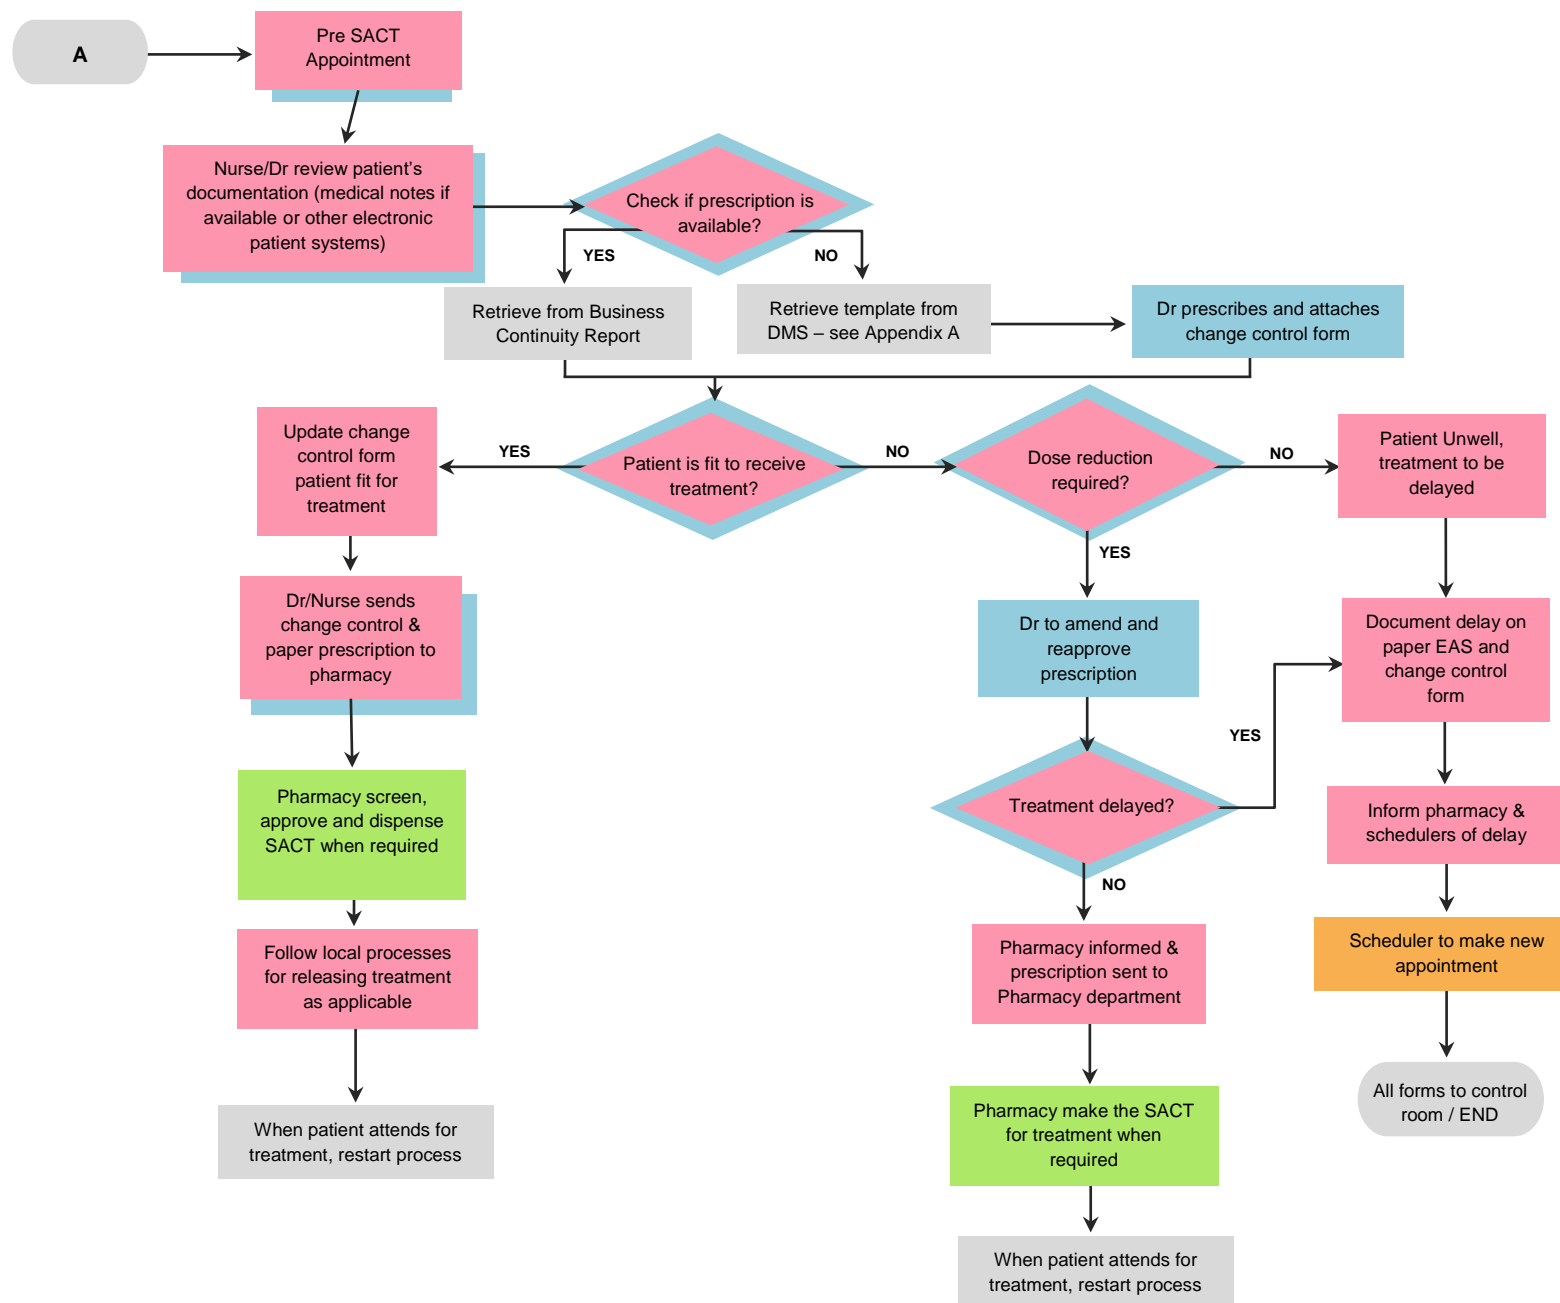 A
Pre SACT
Appointment
Nurse/Dr review patient’s
documentation (medical notes if
available or other electronic
patient systems)
Check if prescription is
available?
YES
NO
Retrieve from Business
Continuity Report
Retrieve template from
DMS – see Appendix A
Dr prescribes and attaches
change control form
Patient is fit to receive
treatment?
YES
NO
Update change
control form
patient fit for
treatment
Dose reduction
required?
NO
YES
Patient Unwell,
treatment to be
delayed
Dr/Nurse sends
change control &
paper prescription to
pharmacy
Dr to amend and
reapprove
prescription
Document delay on
paper EAS and
change control
form
Pharmacy screen,
approve and dispense
SACT when required
Treatment delayed?
YES
NO
Inform pharmacy &
schedulers of delay
Follow local processes
for releasing treatment
as applicable
Pharmacy informed &
prescription sent to
Pharmacy department
Scheduler to make new
appointment
When patient attends for
treatment, restart process
Pharmacy make the SACT
for treatment when
required
All forms to control
room / END
When patient attends for
treatment, restart process